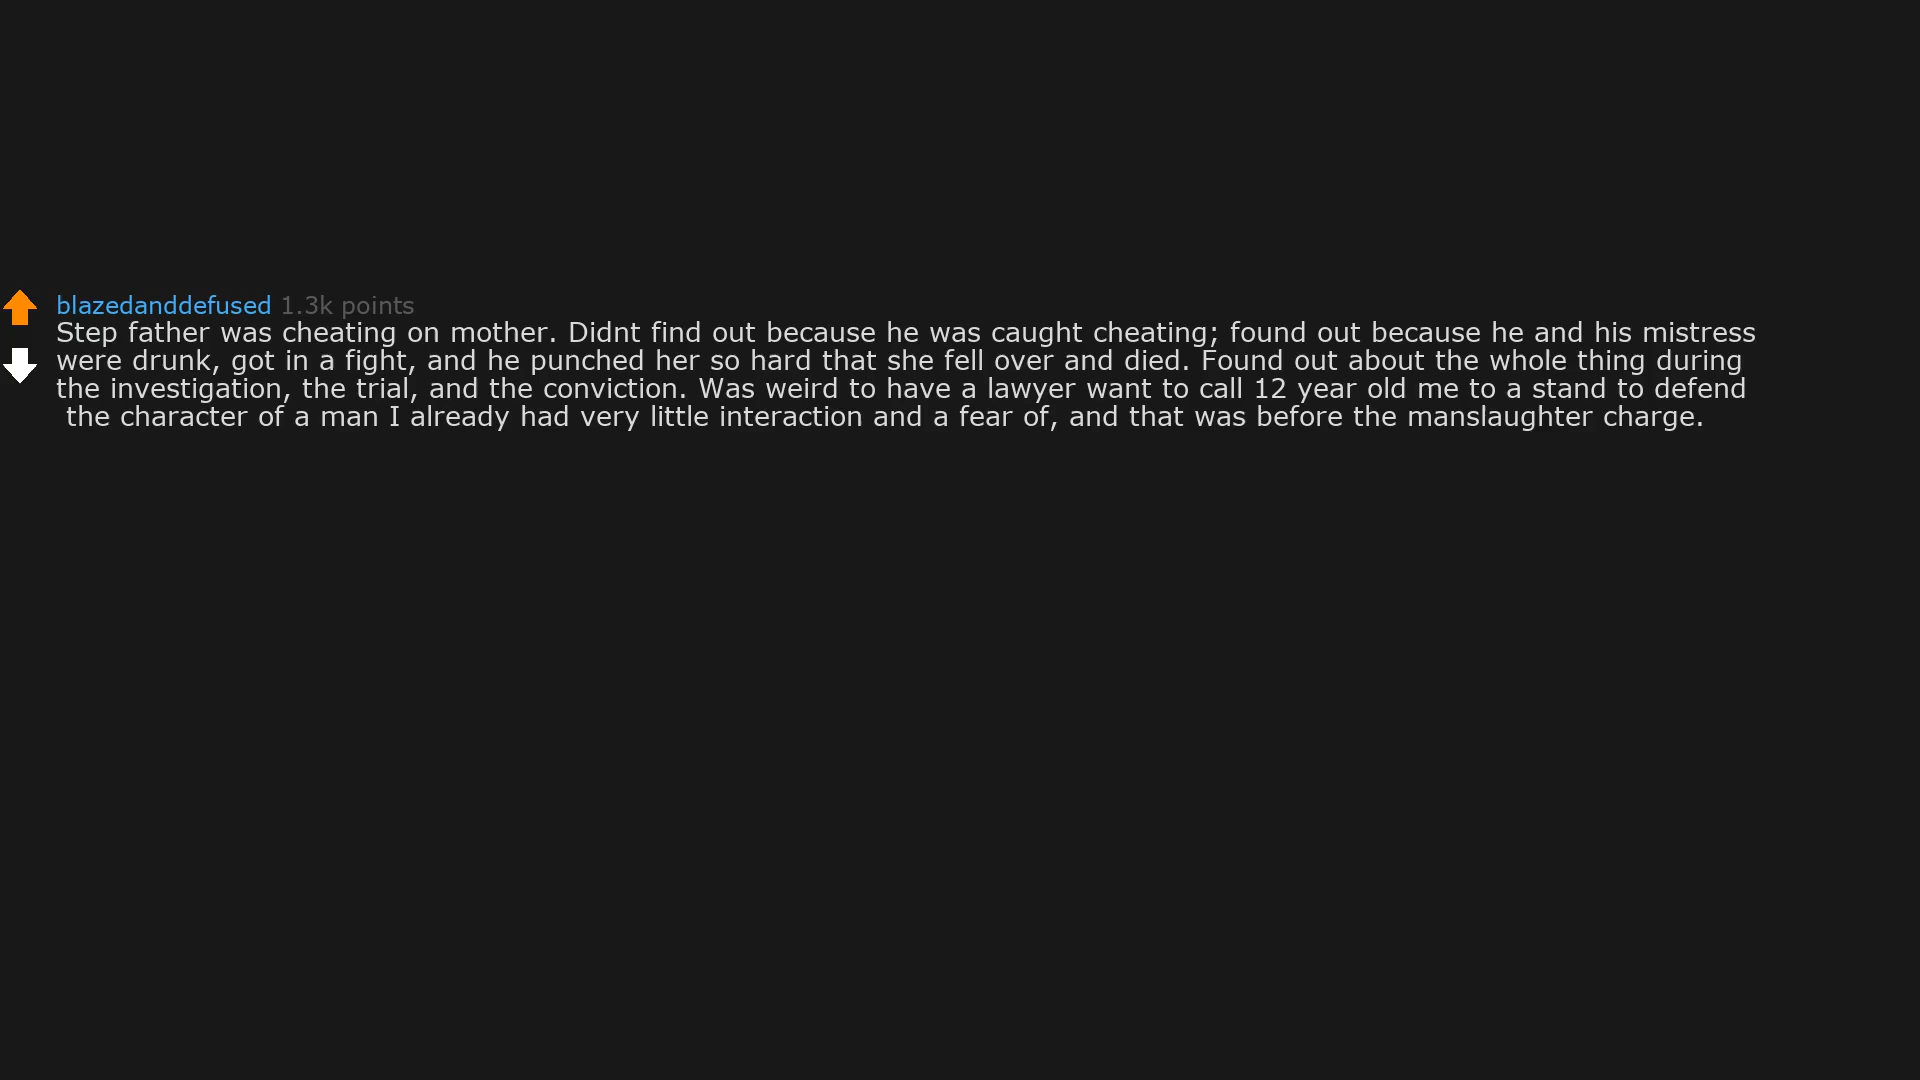 blazedanddefused 1.3k points
Step father was cheating on mother. Didnt find out because he was caught cheating; found out because he and his mistress
were drunk, got in a fight, and he punched her so hard that she fell over and died. Found out about the whole thing during
the investigation, the trial, and the conviction. Was weird to have a lawyer want to call 12 year old me to a stand to defend
the character of a man I already had very little interaction and a fear of, and that was before the manslaughter charge.